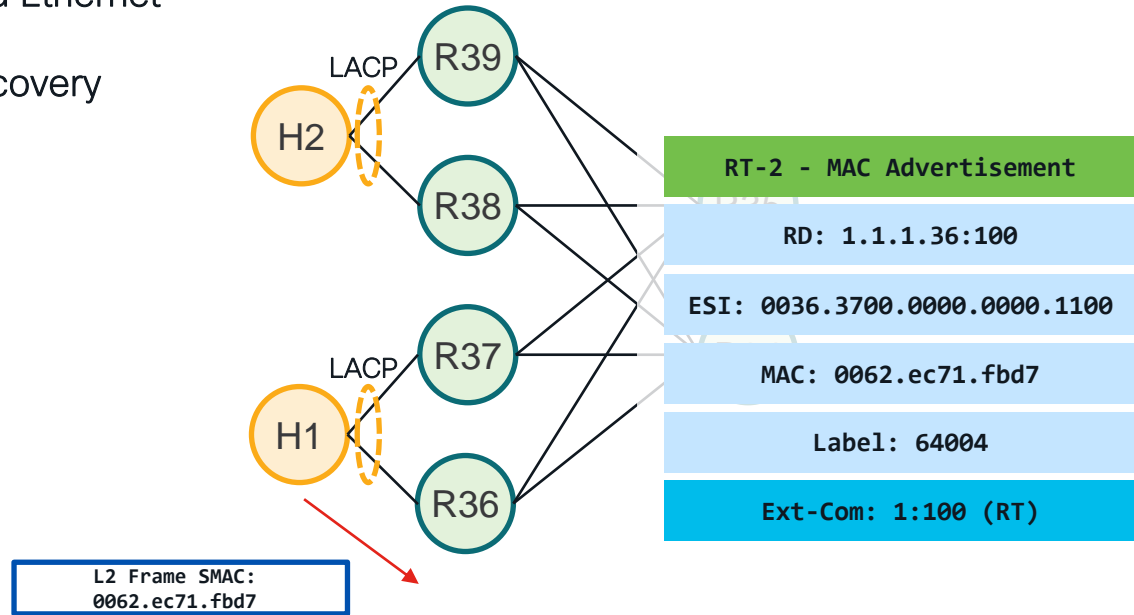 d Ethernet
covery
R39
LACP
H2
R38
R37
LACP
H1
R36
RT-2 - MAC Advertisement
RD: 1.1.1.36:100
ESI: 0036.3700.0000.0000.1100
MAC: 0062.ec71.fbd7
Label: 64004
Ext-Com: 1:100 (RT)
L2 Frame SMAC:
0062.ec71.fbd7